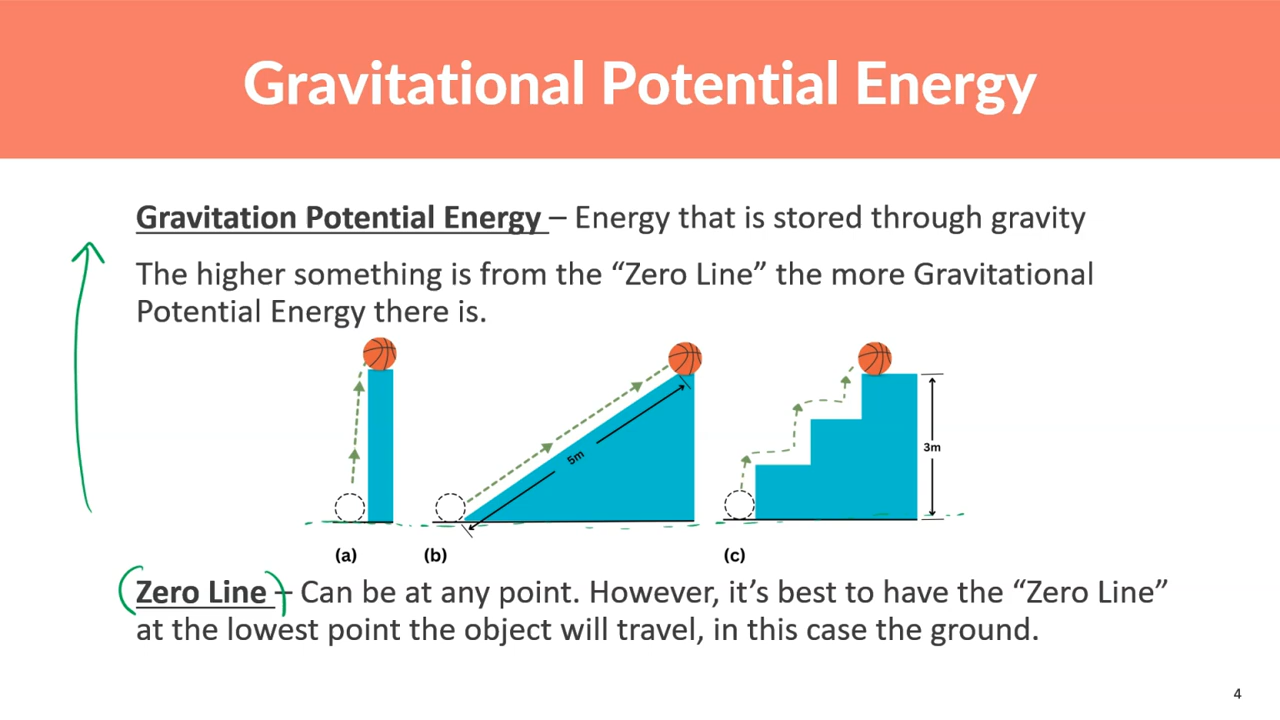 Gravitational Potential Energy
Gravitation Potential Energy – Energy that is stored through gravity
The higher something is from the “Zero Line” the more Gravitational
Potential Energy there is.
5m
3m
(a)
(b)
(c)
Zero Line – Can be at any point. However, it’s best to have the “Zero Line”
at the lowest point the object will travel, in this case the ground.
4